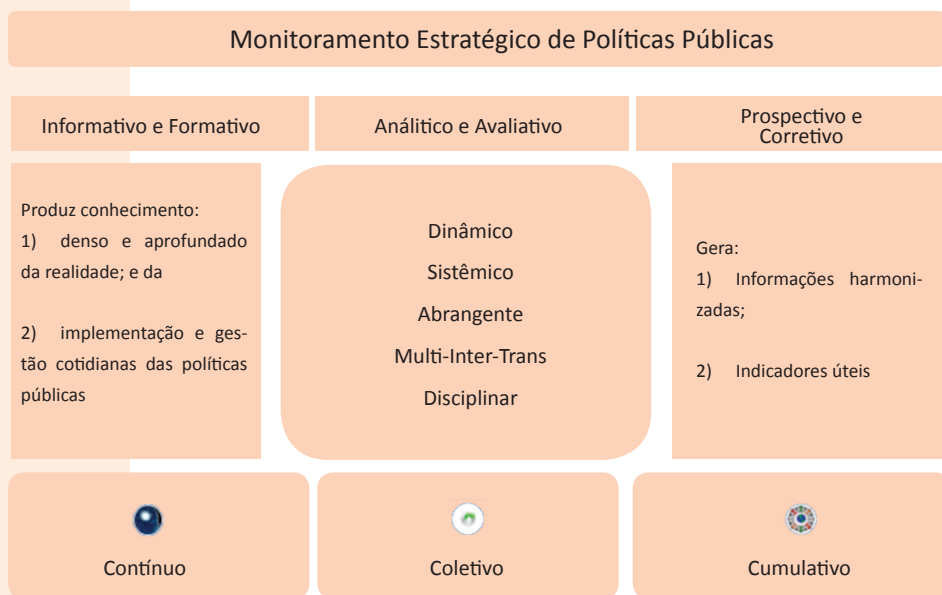 Monitoramento Estratégico de Políticas Públicas
Informativo e Formativo
Análitico e Avaliativo
Prospectivo e
Corretivo
Produz conhecimento:
1) denso e aprofundado
da realidade; e da
2) implementação e ges-
tão cotidianas das políticas
públicas
Dinâmico
Sistêmico
Abrangente
Multi-Inter-Trans
Disciplinar
Gera:
1) Informações harmoni-
zadas;
2) Indicadores úteis
Contínuo
Coletivo
Cumulativo